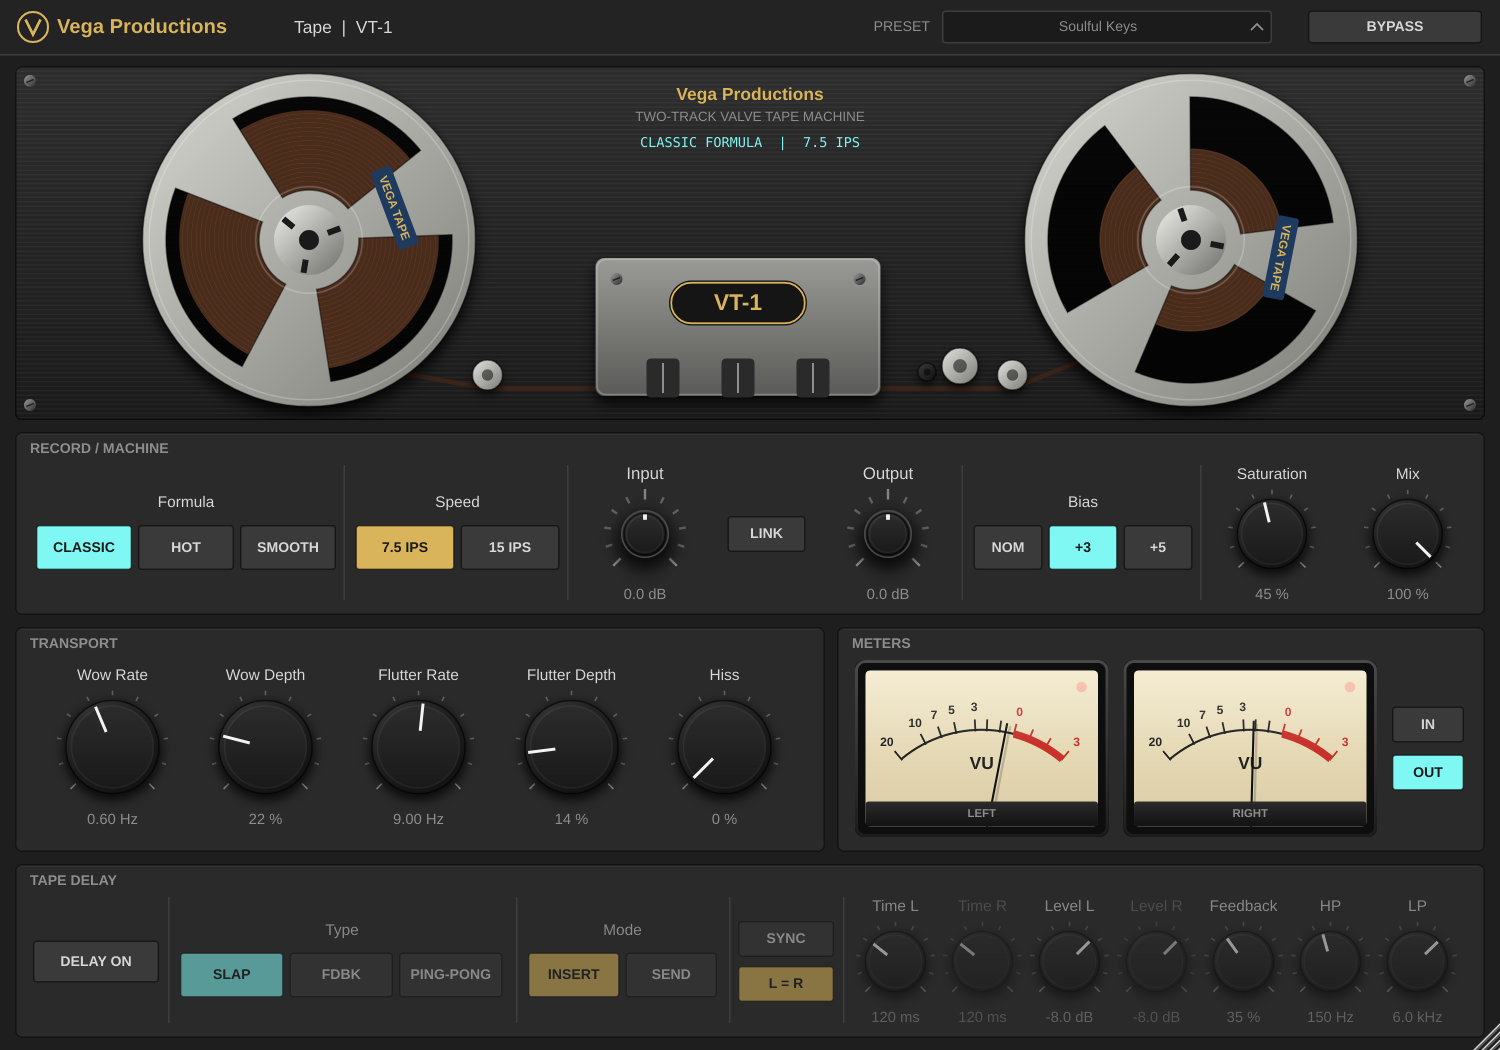 Vega Productions
Tape | VT-1
PRESET
Soulful Keys
BYPASS
Vega Productions
TWO-TRACK VALVE TAPE MACHINE
CLASSIC FORMULA | 7.5 IPS
VEGA TAPE
VEGA TAPE
VT-1
RECORD / MACHINE
Formula
CLASSIC
HOT
SMOOTH
Speed
7.5 IPS
15 IPS
Input
0.0 dB
LINK
Output
0.0 dB
Bias
NOM
+3
+5
Saturation
45 %
Mix
100 %
TRANSPORT
Wow Rate
0.60 Hz
Wow Depth
22 %
Flutter Rate
9.00 Hz
Flutter Depth
14 %
Hiss
0 %
METERS
20 10 7 5 3 0 3
VU
LEFT
20 10 7 5 3 0 3
VU
RIGHT
IN
OUT
TAPE DELAY
DELAY ON
Type
SLAP
FDBK
PING-PONG
Mode
INSERT
SEND
SYNC
L = R
Time L
120 ms
Time R
120 ms
Level L
-8.0 dB
Level R
-8.0 dB
Feedback
35 %
HP
150 Hz
LP
6.0 kHz